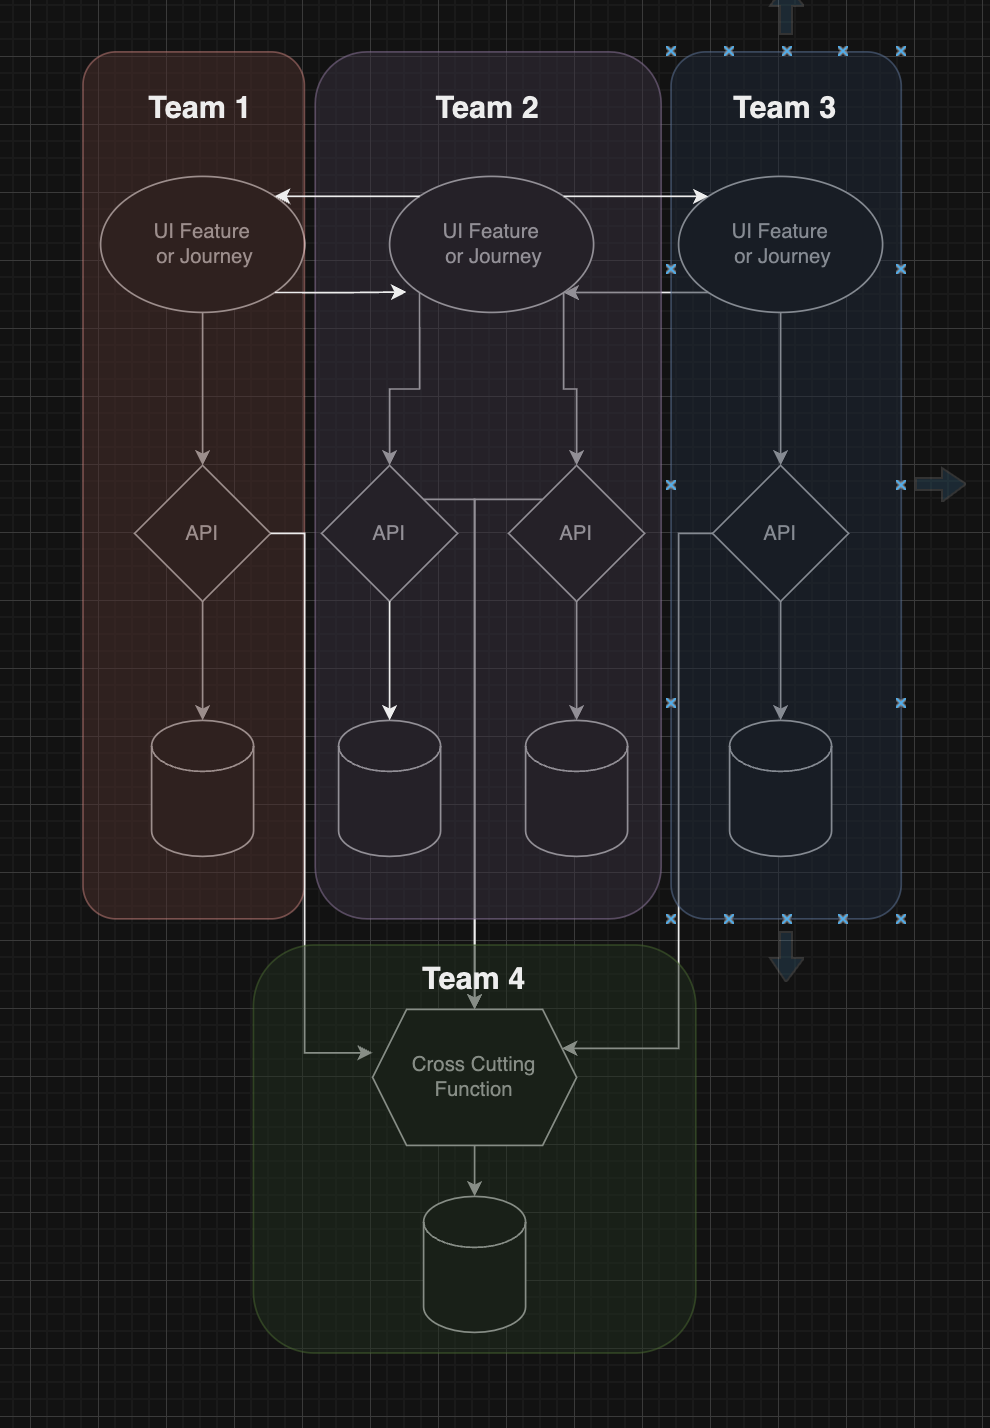 Team 1
Team 2
Team 3
UI Feature
or Journey
UI Feature
or Journey
UI Feature
or Journey
API
API
API
API
Team 4
Cross Cutting
Function